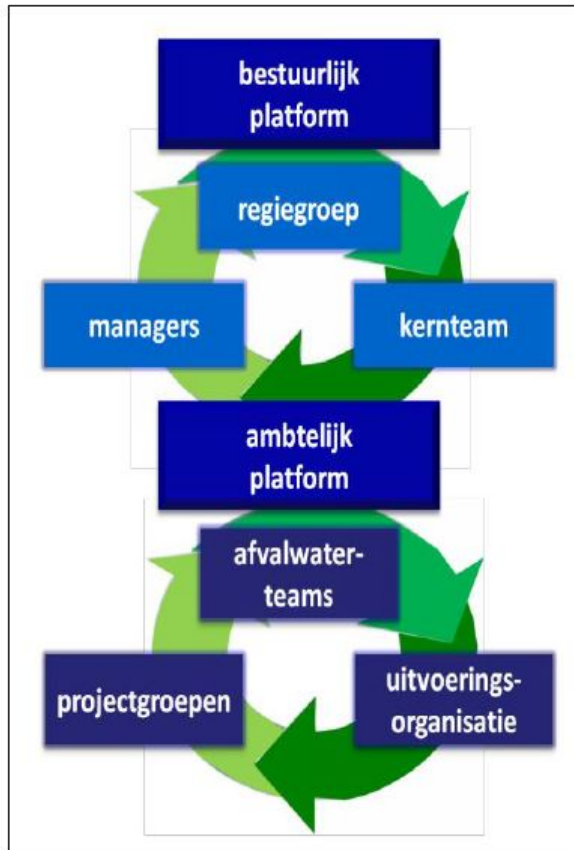 bestuurlijk
platform
regiegroep
managers
kernteam
ambtelijk
platform
afvalwater-
teams
projectgroepen
uitvoerings-
organisatie